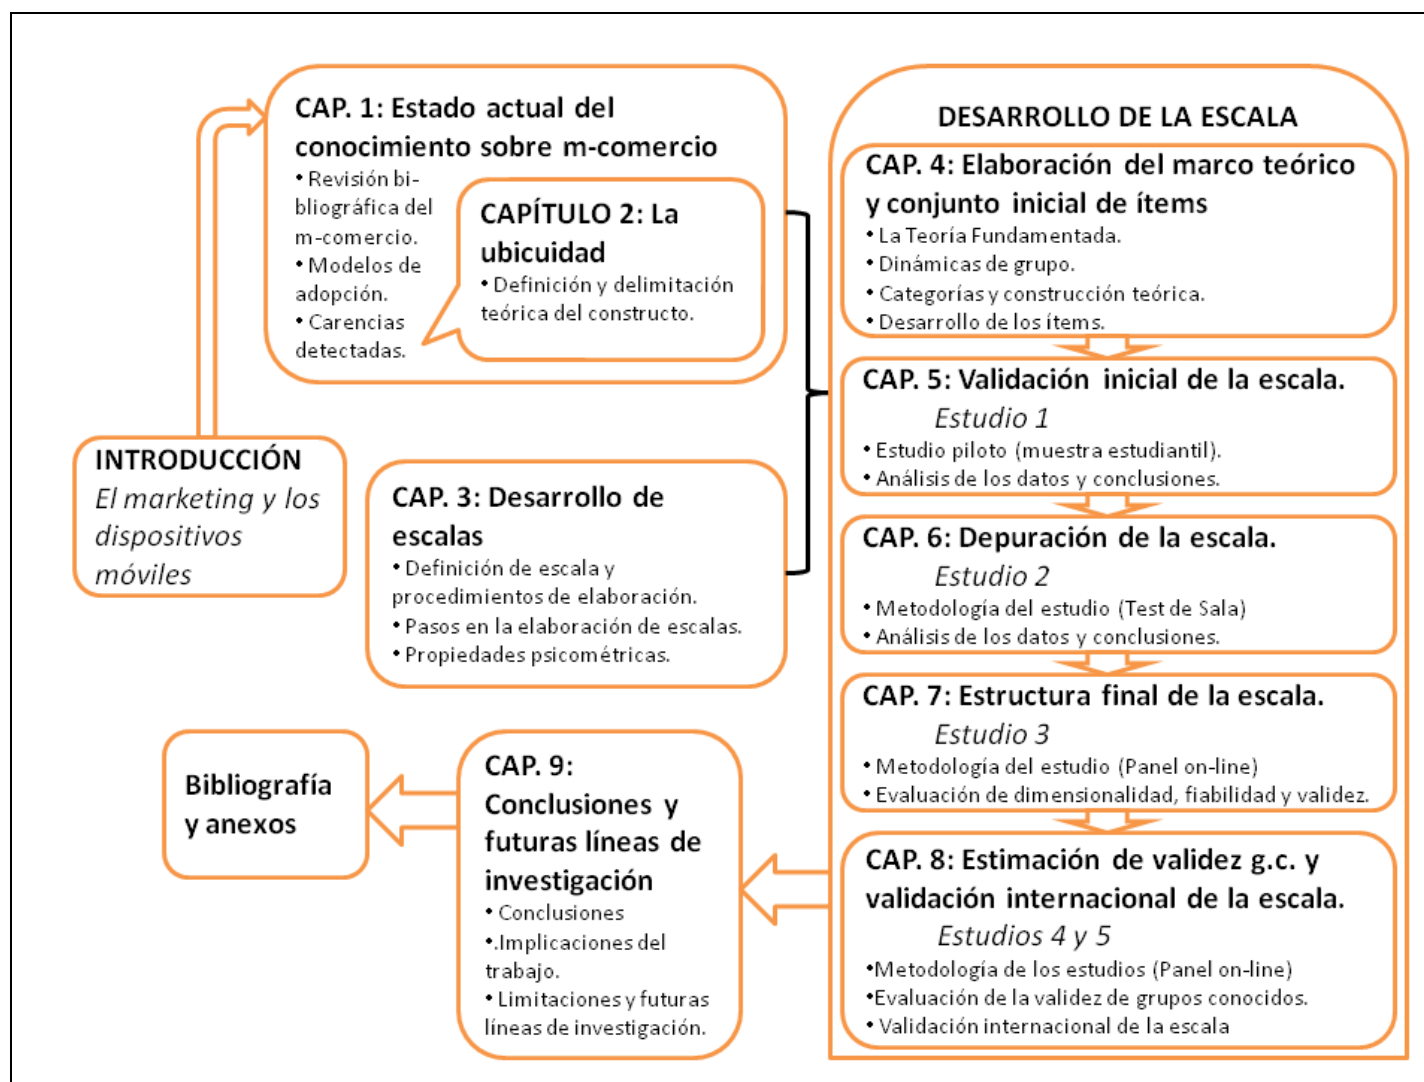 INTRODUCCIÓN
El marketing y los
dispositivos
móviles
CAP. 1: Estado actual del
conocimiento sobre m-comercio
• Revisión bi-
bliográfica del
m-comercio.
• Modelos de
adopción.
• Carencias
detectadas.
CAPÍTULO 2: La
ubicuidad
• Definición y delimitación
teórica del constructo.
CAP. 3: Desarrollo de
escalas
• Definición de escala y
procedimientos de elaboración.
• Pasos en la elaboración de escalas.
• Propiedades psicométricas.
DESARROLLO DE LA ESCALA
CAP. 4: Elaboración del marco teórico
y conjunto inicial de ítems
• La Teoría Fundamentada.
• Dinámicas de grupo.
• Categorías y construcción teórica.
• Desarrollo de los ítems.
CAP. 5: Validación inicial de la escala.
Estudio 1
• Estudio piloto (muestra estudiantil).
• Análisis de los datos y conclusiones.
CAP. 6: Depuración de la escala.
Estudio 2
• Metodología del estudio (Test de Sala)
• Análisis de los datos y conclusiones.
CAP. 7: Estructura final de la escala.
Estudio 3
• Metodología del estudio (Panel on-line)
• Evaluación de dimensionalidad, fiabilidad y validez.
CAP. 8: Estimación de validez g.c. y
validación internacional de la escala.
Estudios 4 y 5
•Metodología de los estudios (Panel on-line)
•Evaluación de la validez de grupos conocidos.
• Validación internacional de la escala
CAP. 9:
Conclusiones y
futuras líneas de
investigación
• Conclusiones
•.Implicaciones del
trabajo.
• Limitaciones y futuras
líneas de investigación.
Bibliografía
y anexos